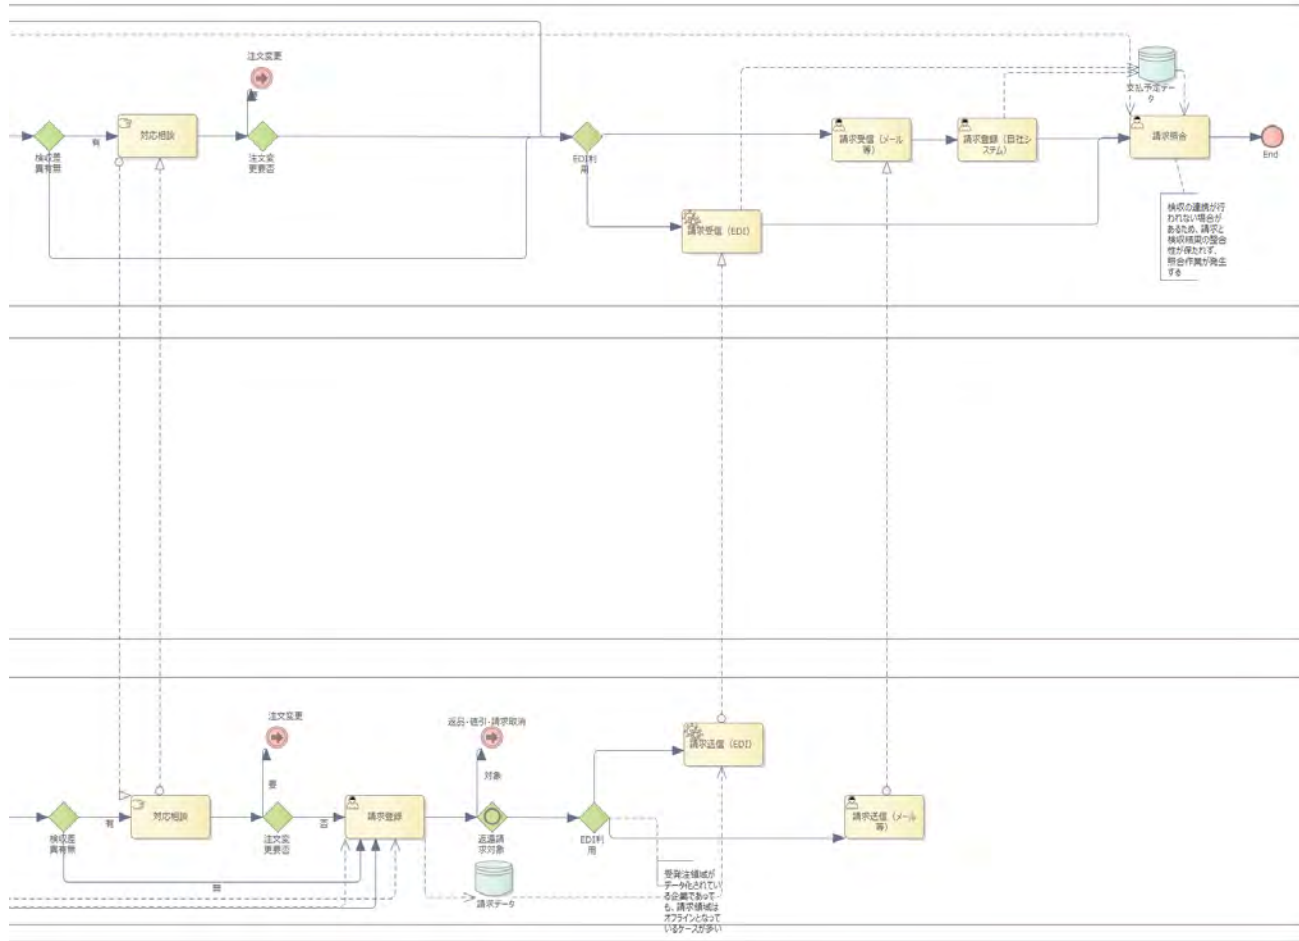 注文変更
要
検収差
異有無
有
対応相談
注文変
更要否
EDI利
用
請求受信（メール
等）
請求登録（自社シ
ステム）
支払予定デー
タ
請求照合
End
請求受信（EDI）
検収の連携が行
われない場合が
あるため、請求と
検収結果の整合
性が保たれず、
照合作業が発生
する
注文変更
要
返品・値引・請求取消
対象
請求送信（EDI）
検収差
異有無
有
対応相談
注文変
更要否
否
請求登録
返還請
求対象
EDI利
用
請求送信（メール
等）
無
請求データ
受発注領域が
データ化されてい
る企業であって
も、請求領域は
オフラインとなって
いるケースが多い